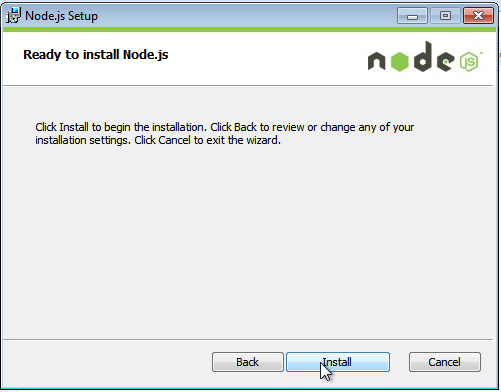 Node.js Setup
Ready to install Node.js
node
JS
Click Install to begin the installation. Click Back to review or change any of your
installation settings. Click Cancel to exit the wizard.
Back
Install
Cancel